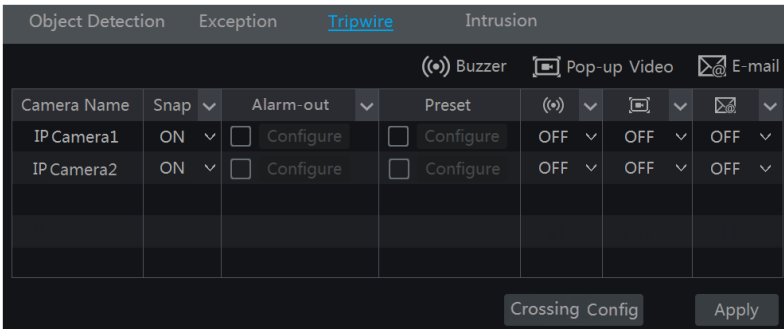 Object Detection Exception Tripwire Intrusion
Buzzer Pop-up Video E-mail
Camera Name Snap Alarm-out Preset
IP Camera1 ON Configure Configure OFF OFF OFF
IP Camera2 ON Configure Configure OFF OFF OFF
Crossing Config Apply